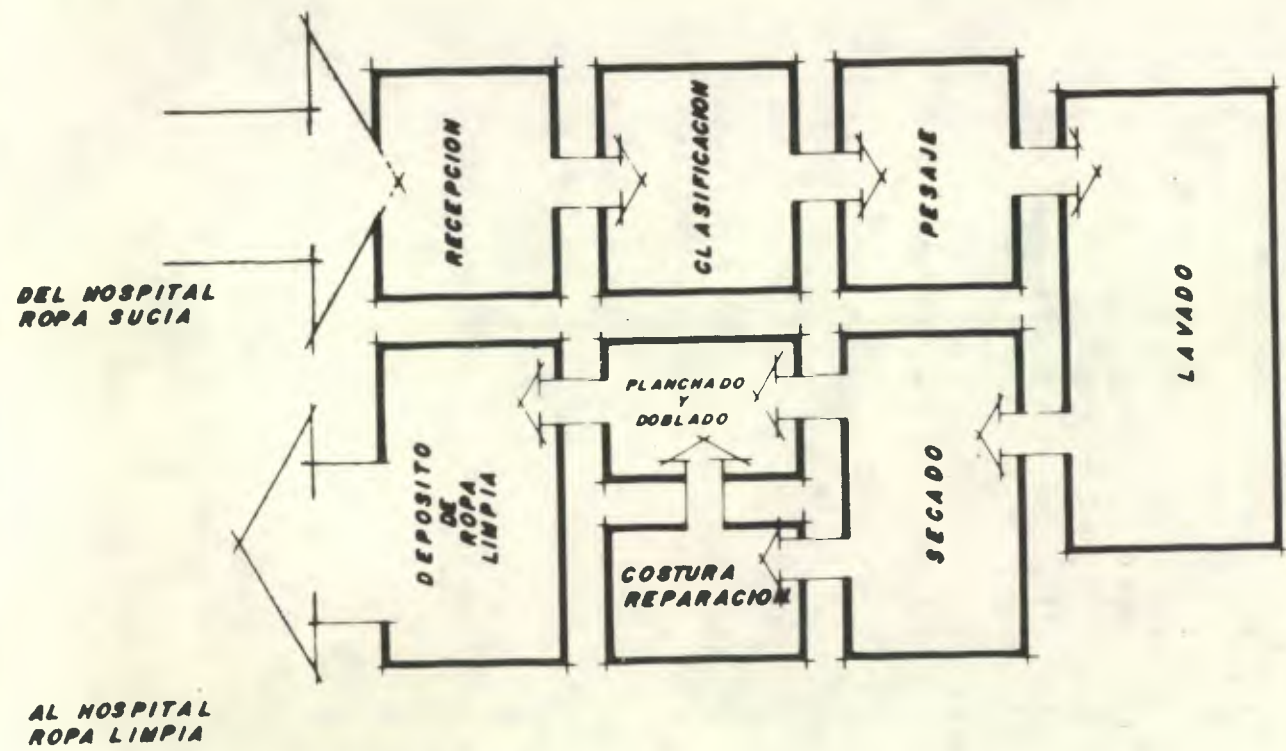 DEL HOSPITAL
ROPA SUCIA
RECEPCION
CLASIFICACION
PESAJE
LAVADO
SECADO
PLANCHADO
Y
DOBLADO
COSTURA
REPARACION
DEPOSITO
DE
ROPA
LIMPIA
AL HOSPITAL
ROPA LIMPIA